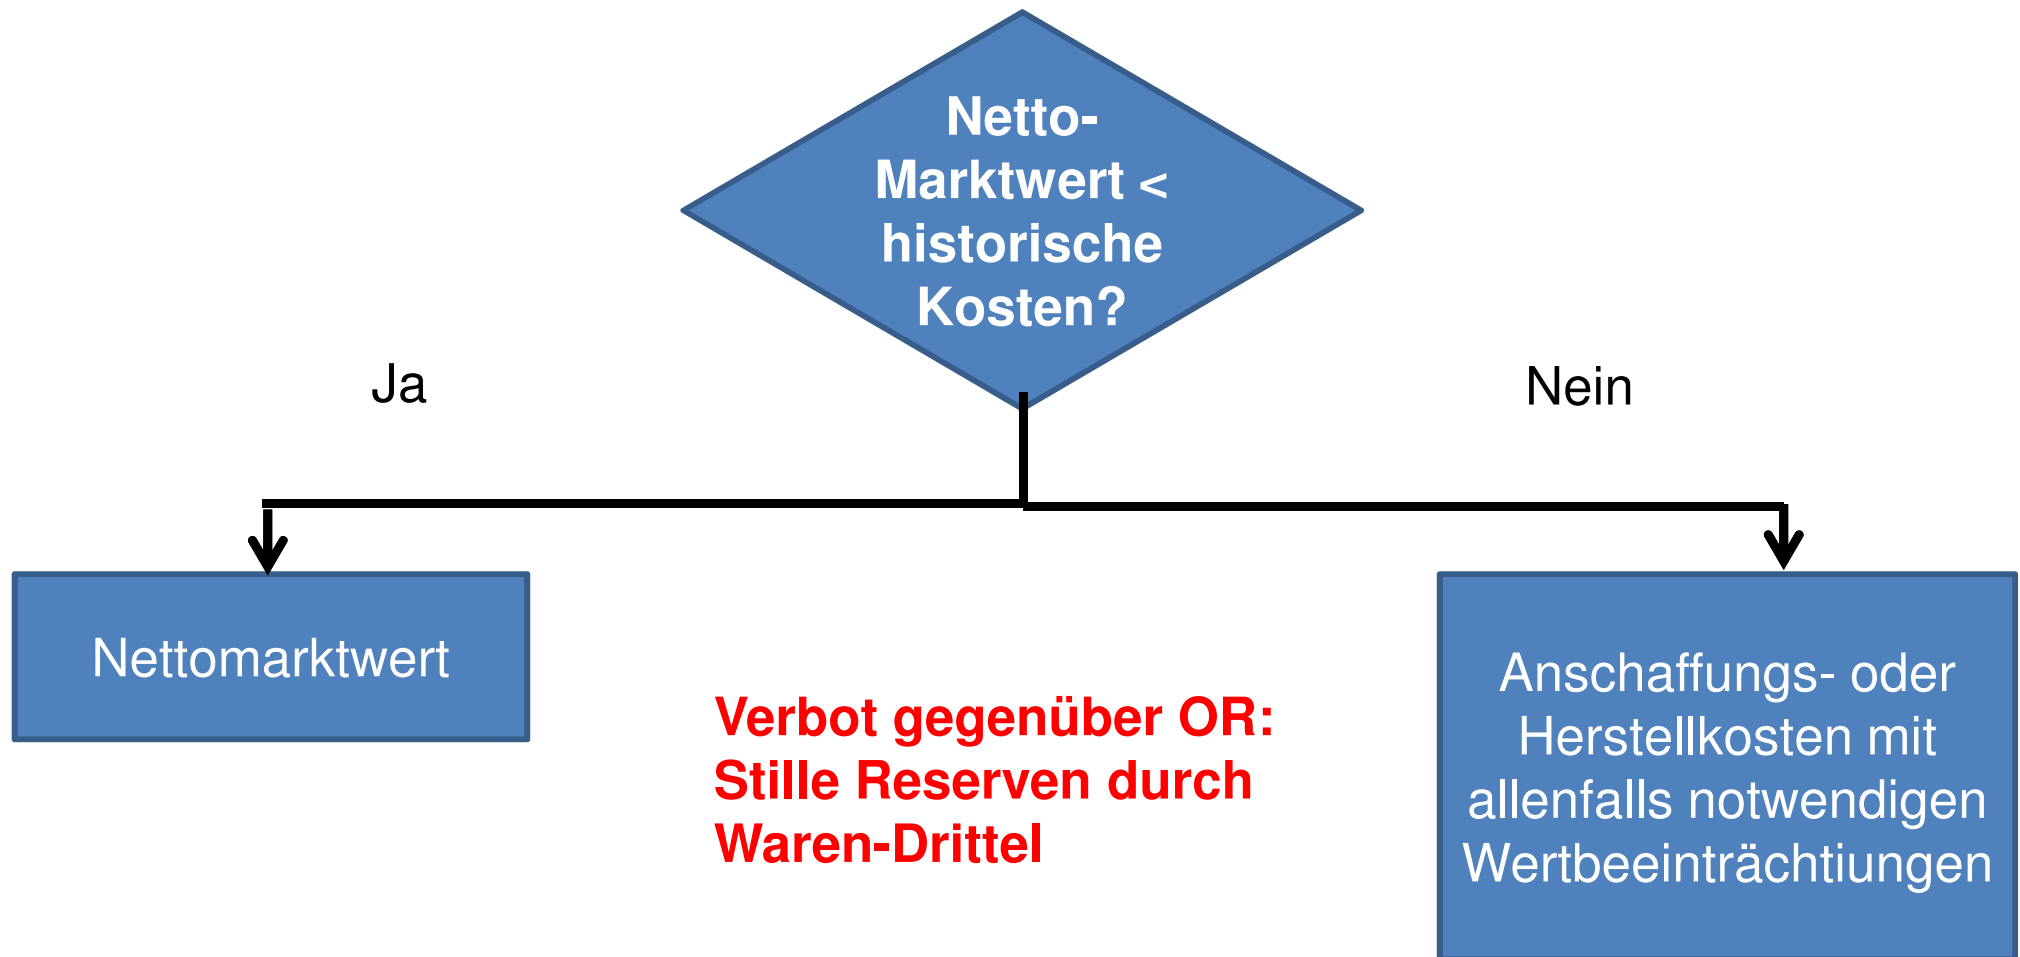 Netto-
Marktwert <
historische
Kosten?
Ja
Nein
Nettomarktwert
Verbot gegenüber OR:
Stille Reserven durch
Waren-Drittel
Anschaffungs- oder
Herstellkosten mit
allenfalls notwendigen
Wertbeeinträchtiungen